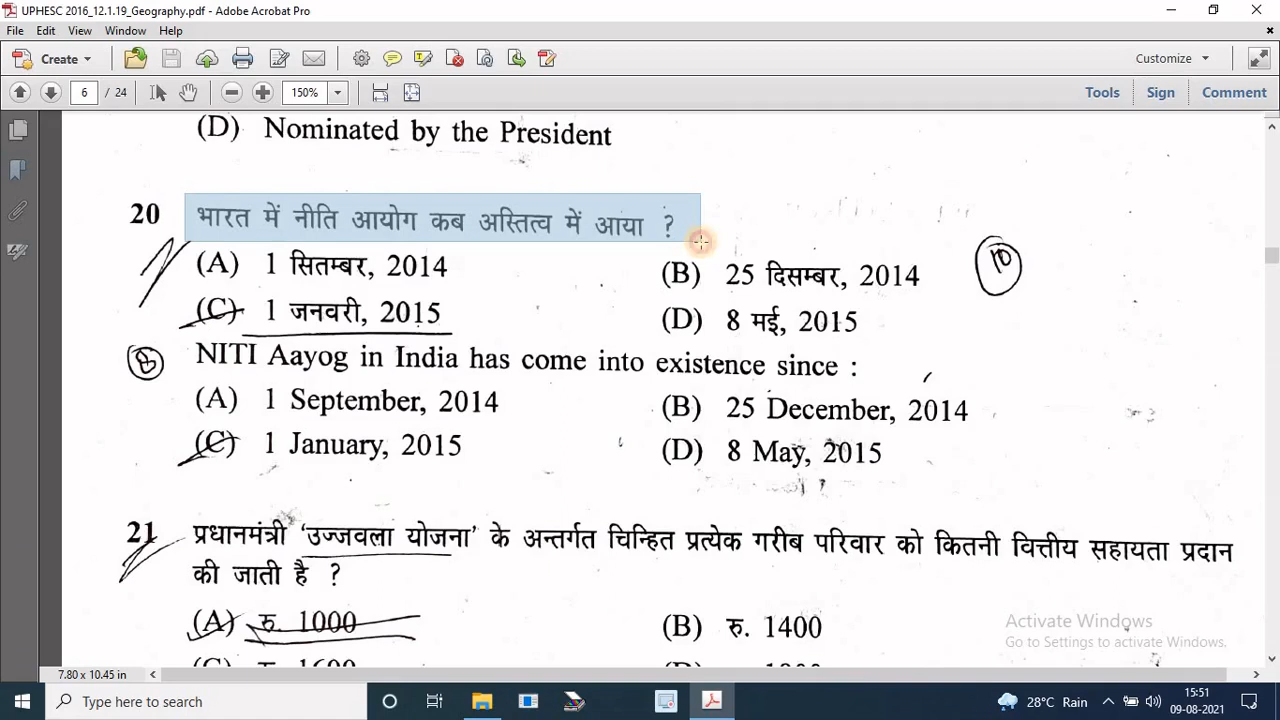 UPHESC 2016_12.1.19_Geography.pdf - Adobe Acrobat Pro
File Edit View Window Help
Create Customize
6 / 24 150% Tools Sign Comment
(D) Nominated by the President
20 भारत में नीति आयोग कब अस्तित्व में आया ?
(A) 1 सितम्बर, 2014 (B) 25 दिसम्बर, 2014
10
(C) 1 जनवरी, 2015 (D) 8 मई, 2015
B NITI Aayog in India has come into existence since :
(A) 1 September, 2014 (B) 25 December, 2014
(C) 1 January, 2015 (D) 8 May, 2015
21 प्रधानमंत्री 'उज्जवला योजना' के अन्तर्गत चिन्हित प्रत्येक गरीब परिवार को कितनी वित्तीय सहायता प्रदान
की जाती है ?
(A) रु. 1000 (B) रु. 1400
Activate Windows
Go to Settings to activate Windows.
7.80 x 10.45 in
Type here to search 28°C Rain 15:51
09-08-2021